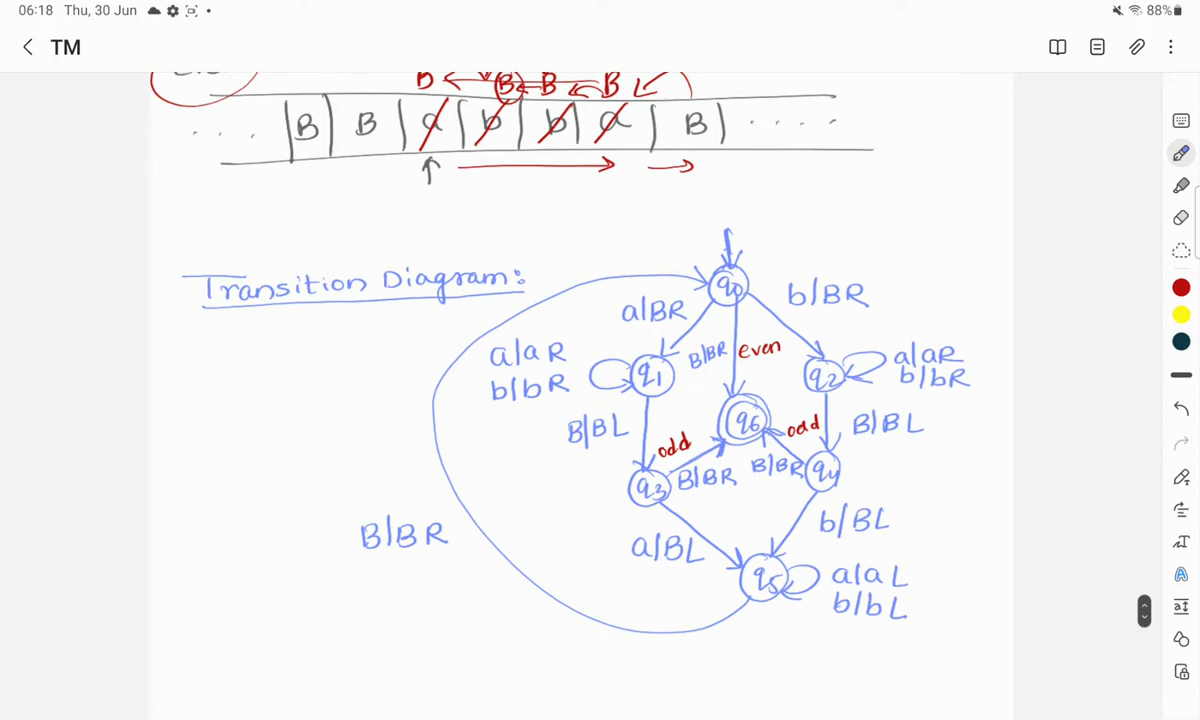 06:18 Thu, 30 Jun
88%
TM
B B B B
B B a b b a B
Transition Diagram:
q0
a|BR
b|BR
B|BR
even
a|aR
b|bR
q1
q2
a|aR
b|bR
B|BL
q6
B|BL
odd
odd
q3
B|BR
B|BR
q4
B|BR
a|BL
b|BL
q5
a|aL
b|bL